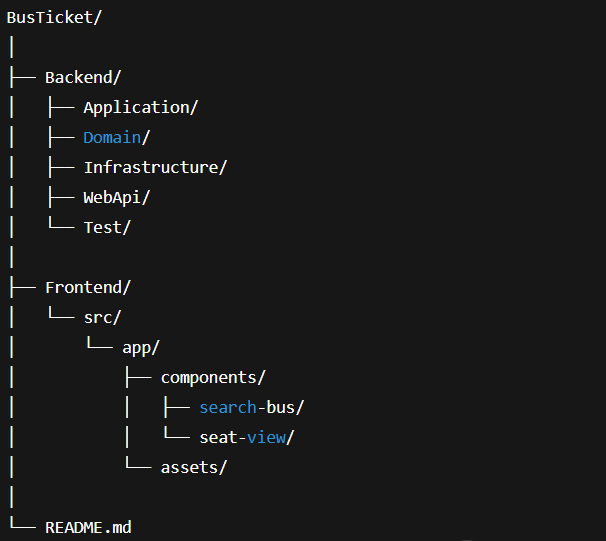 BusTicket/
│
├── Backend/
│   ├── Application/
│   ├── Domain/
│   ├── Infrastructure/
│   ├── WebApi/
│   └── Test/
│
├── Frontend/
│   └── src/
│       └── app/
│           ├── components/
│           │   ├── search-bus/
│           │   └── seat-view/
│           └── assets/
│
└── README.md